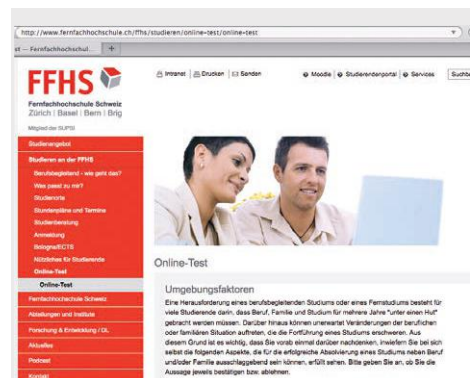 http://www.fernfachhochschule.ch/ffhs/studieren/online-test/online-test
st — Fernfachhochschul...
FFHS
Fernfachhochschule Schweiz
Zürich | Basel | Bern | Brig
Mitglied der SUPSI
Intranet | Drucken | Senden
Moodle | Studierendenportal | Services
Suchbe
Studienangebot
Studieren an der FFHS
Berufsbegleitend - wie geht das?
Was passt zu mir?
Studienorte
Stundenpläne und Termine
Studienberatung
Anmeldung
Bologna/ECTS
Nützliches für Studierende
Online-Test
Online-Test
Fernfachhochschule Schweiz
Abteilungen und Institute
Forschung & Entwicklung / DL
Aktuelles
Podcast
Kontakt
Online-Test
Umgebungsfaktoren
Eine Herausforderung eines berufsbegleitenden Studiums oder eines Fernstudiums besteht für
viele Studierende darin, dass Beruf, Familie und Studium für mehrere Jahre "unter einen Hut"
gebracht werden müssen. Darüber hinaus können unerwartet Veränderungen der beruflichen
oder familiären Situation auftreten, die die Fortführung eines Studiums erschweren. Aus
diesem Grund ist es wichtig, dass Sie vorab einmal darüber nachdenken, inwiefern Sie bei sich
selbst die folgenden Aspekte, die für die erfolgreiche Absolvierung eines Studiums neben Beruf
und/oder Familie ausschlaggebend sein können, erfüllt sehen. Bitte geben Sie an, ob Sie die
Aussage jeweils bestätigen bzw. ablehnen.